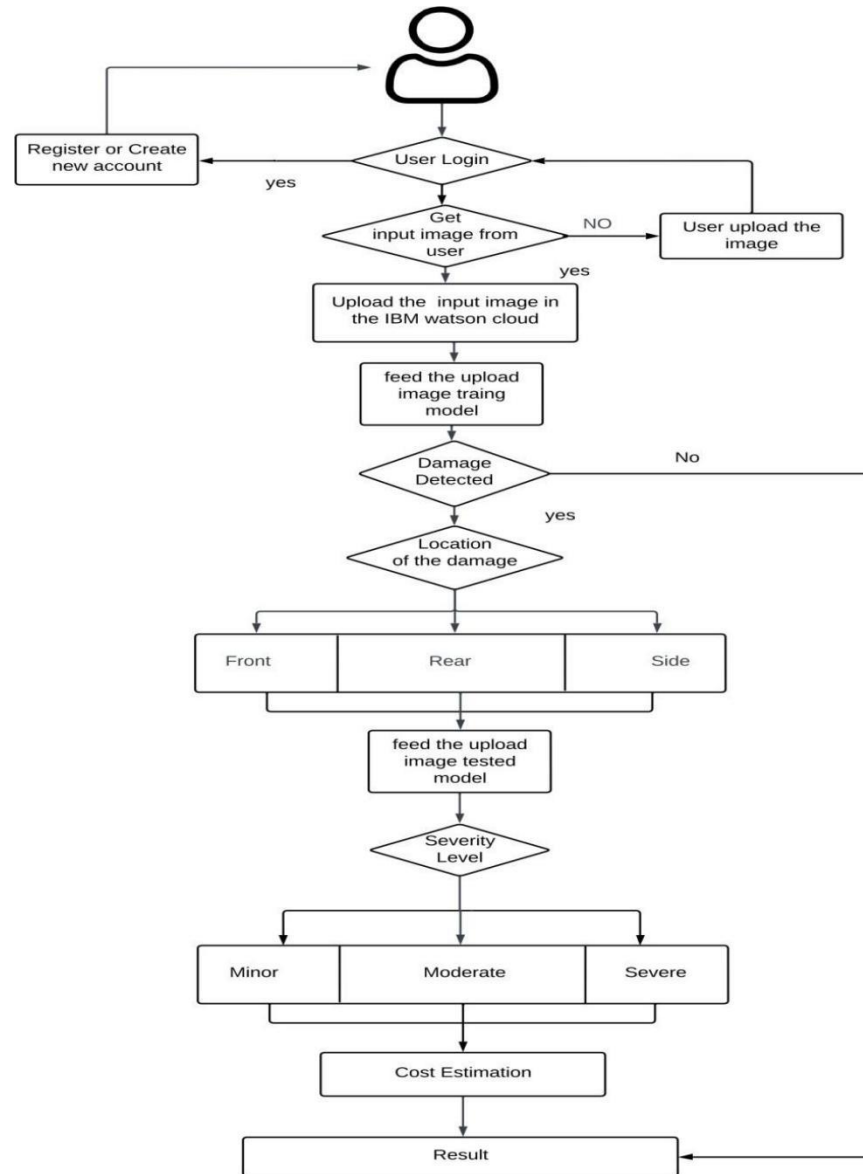 Register or Create
new account
yes
User Login
Get
input image from
user
NO
User upload the
image
yes
Upload the input image in
the IBM watson cloud
feed the upload
image traing
model
Damage
Detected
No
yes
Location
of the damage
Front
Rear
Side
feed the upload
image tested
model
Severity
Level
Minor
Moderate
Severe
Cost Estimation
Result